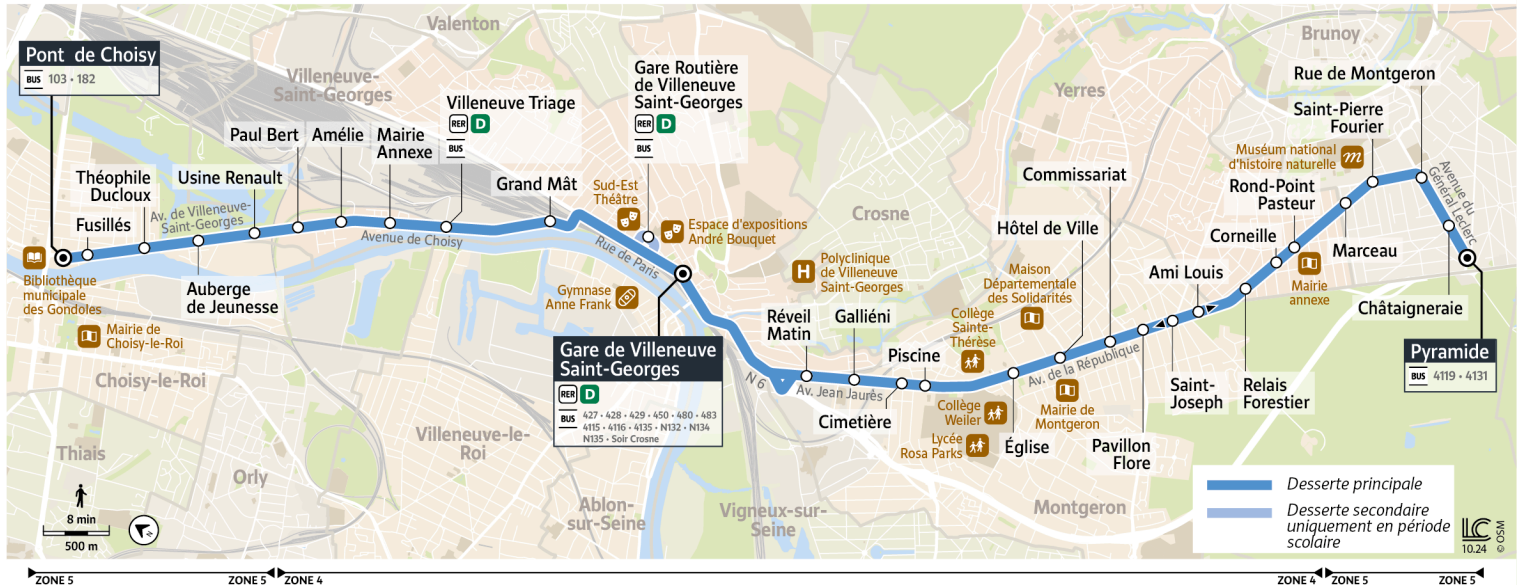 Valenton
Brunoy
Pont de Choisy
BUS 103 • 182
Villeneuve-
Saint-Georges
Gare Routière
de Villeneuve
Saint-Georges
RER D
BUS
Yerres
Rue de Montgeron
Villeneuve Triage
RER D
BUS
Saint-Pierre
Fourier
Paul Bert
Amélie
Mairie
Annexe
Muséum national
d'histoire naturelle
m
Théophile
Ducloux
Usine Renault
Grand Mât
Sud-Est
Théâtre
Commissariat
Rond-Point
Pasteur
Avenue du
Général Leclerc
Fusillés
Av. de Villeneuve-
Saint-Georges
Avenue de Choisy
Rue de Paris
Espace d'expositions
André Bouquet
Crosne
Hôtel de Ville
Corneille
Marceau
Bibliothèque
municipale
des Gondoles
Auberge
de Jeunesse
Gymnase
Anne Frank
H
Polyclinique
de Villeneuve
Saint-Georges
Maison
Départementale
des Solidarités
Ami Louis
Mairie
annexe
Châtaigneraie
Mairie de
Choisy-le-Roi
Réveil
Matin
Galliéni
Collège
Sainte-
Thérèse
Piscine
Gare de Villeneuve
Saint-Georges
RER D
BUS 427 • 428 • 429 • 450 • 480 • 483
4115 • 4116 • 4135 • N132 • N134
N135 • Soir Crosne
Pyramide
BUS 4119 • 4131
Choisy-le-Roi
N 6
Av. Jean Jaurès
Av. de la République
Saint-
Joseph
Relais
Forestier
Cimetière
Collège
Weiler
Mairie de
Montgeron
Lycée
Rosa Parks
Église
Pavillon
Flore
Thiais
Villeneuve-le-
Roi
Orly
Ablon-
sur-Seine
Vigneux-sur-
Seine
Montgeron
8 min
500 m
N
Desserte principale
Desserte secondaire
uniquement en période
scolaire
LC
10.24
© OSM
ZONE 5
ZONE 5
ZONE 4
ZONE 4
ZONE 5
ZONE 5